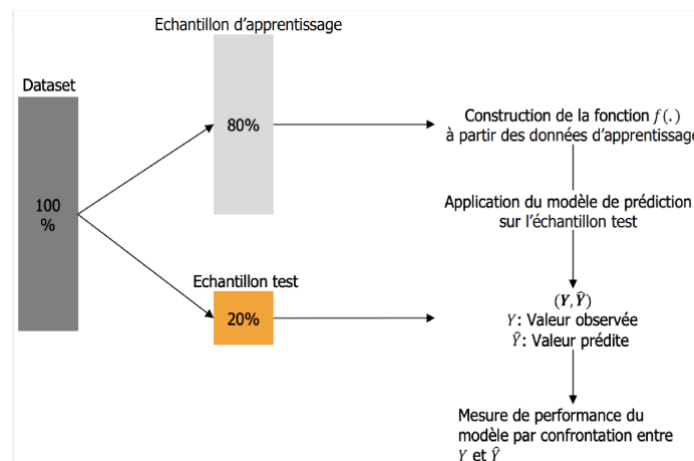 Echantillon d'apprentissage
Dataset
100
%
80%
Construction de la fonction f(.)
à partir des données d'apprentissage
Application du modèle de prédiction
sur l'échantillon test
Echantillon test
20%
(Y,Ŷ)
Y: Valeur observée
Ŷ: Valeur prédite
Mesure de performance du
modèle par confrontation entre
Y et Ŷ